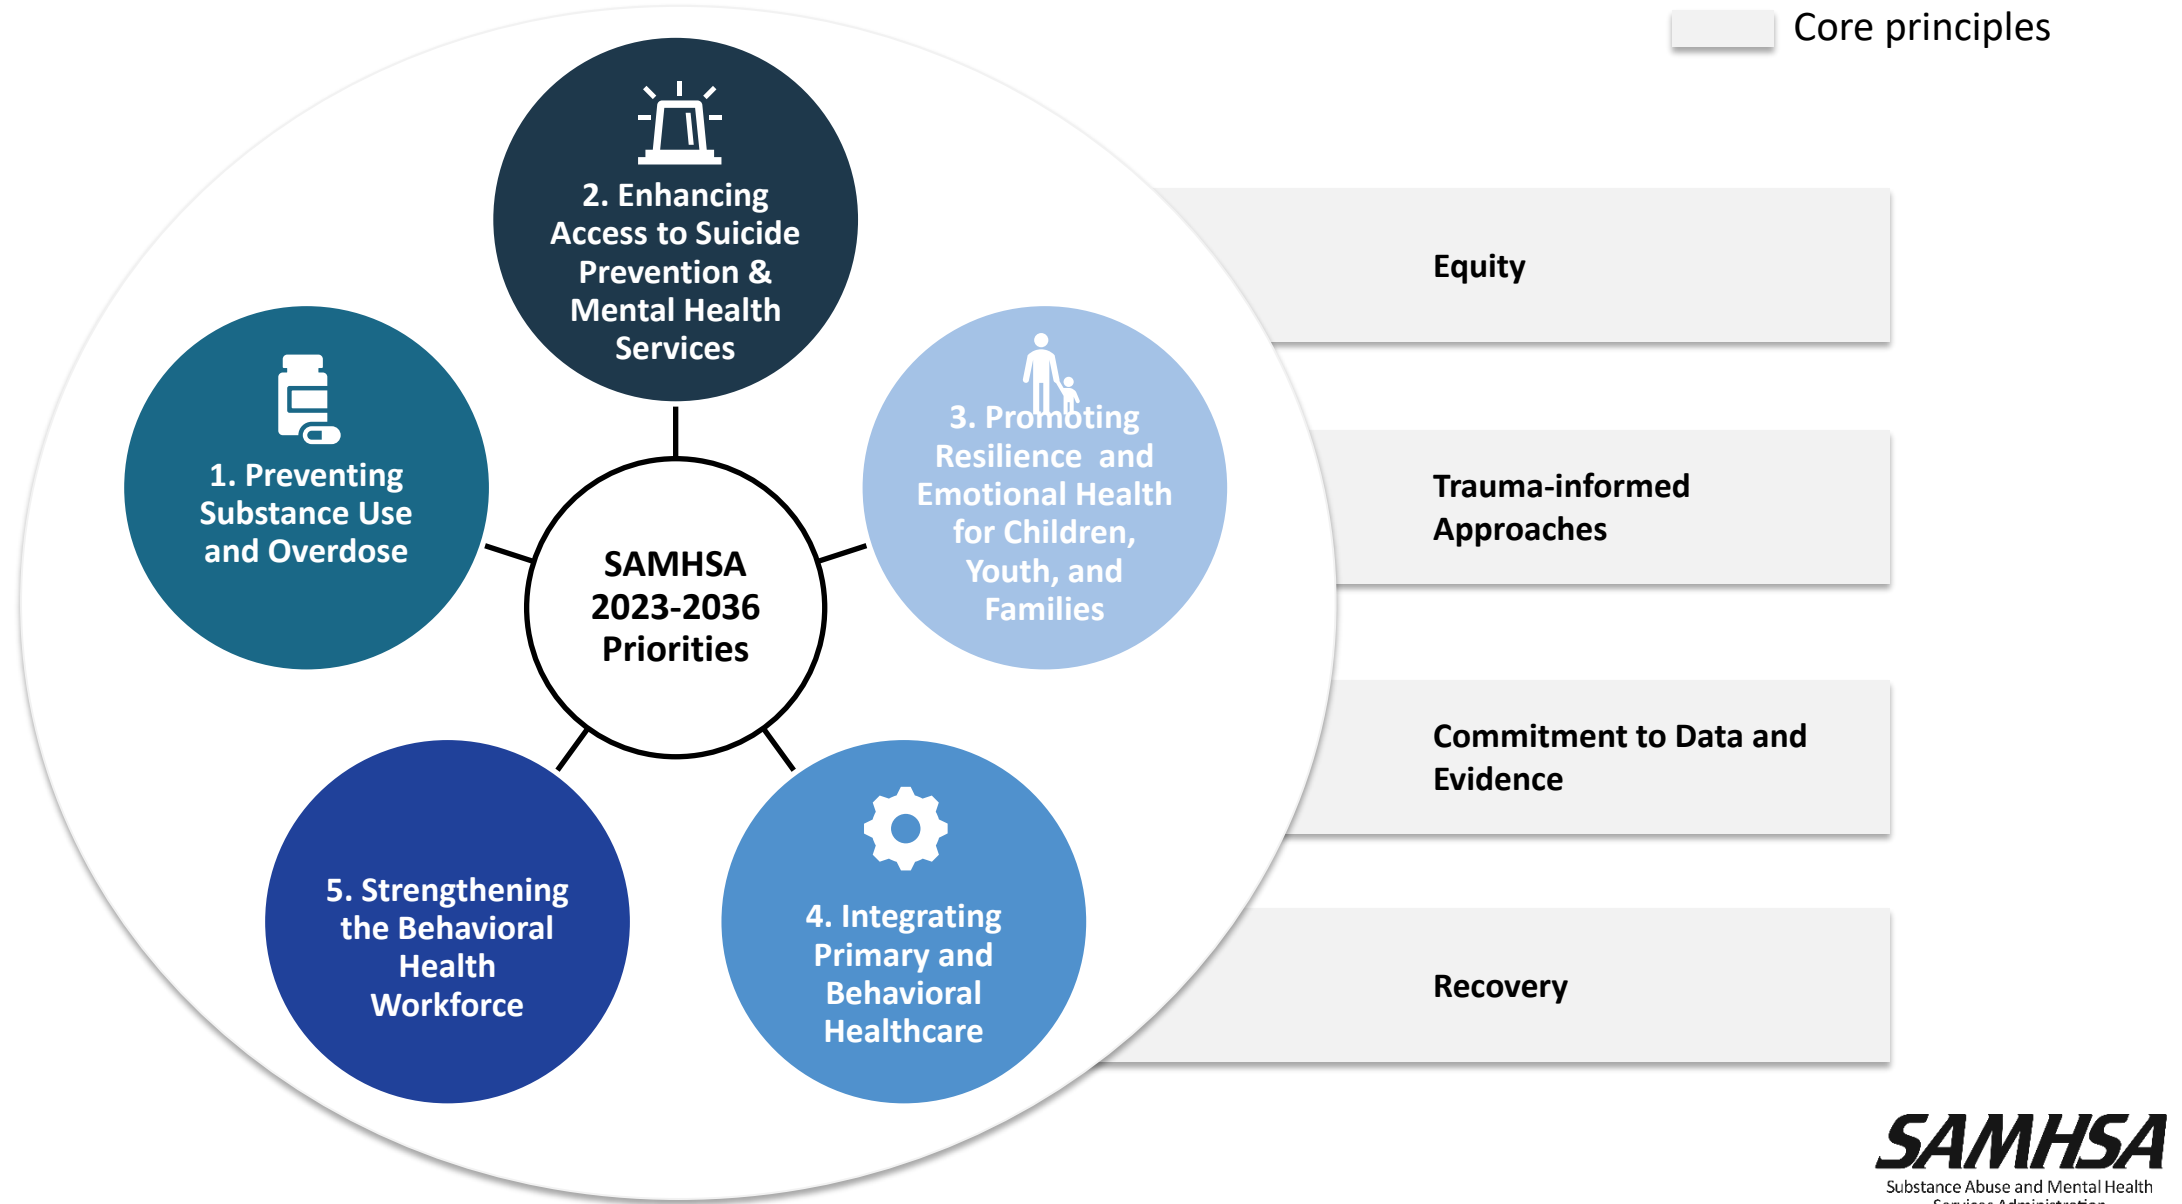 Core principles
2. Enhancing
Access to Suicide
Prevention &
Mental Health
Services
1. Preventing
Substance Use
and Overdose
3. Promoting
Resilience and
Emotional Health
for Children,
Youth, and
Families
SAMHSA
2023-2036
Priorities
5. Strengthening
the Behavioral
Health
Workforce
4. Integrating
Primary and
Behavioral
Healthcare
Equity
Trauma-informed
Approaches
Commitment to Data and
Evidence
Recovery
SAMHSA
Substance Abuse and Mental Health
Services Administration